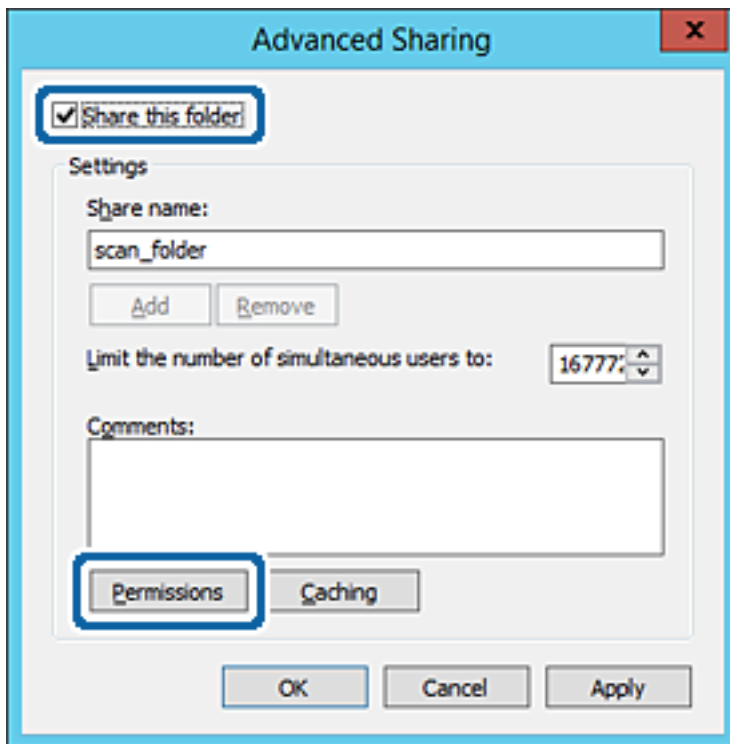 Advanced Sharing
x
Share this folder
Settings
Share name:
scan_folder
Add Remove
Limit the number of simultaneous users to:
Comments:
Permissions Caching
OK Cancel Apply